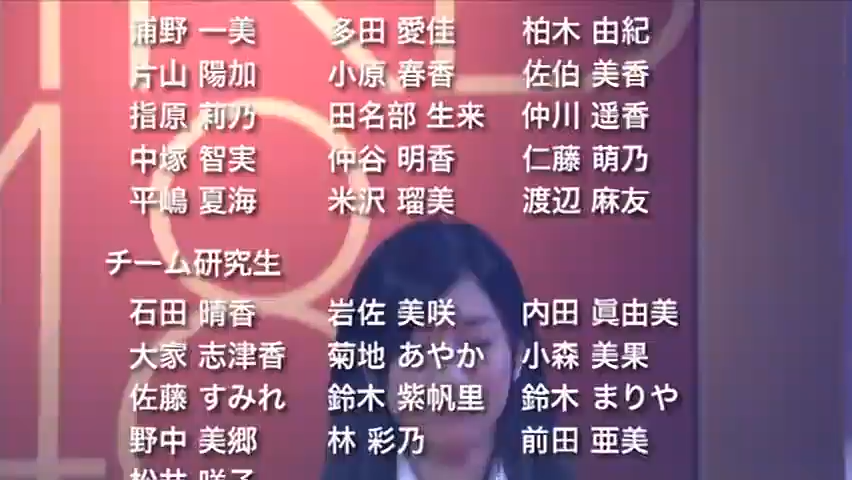 浦野 一美 多田 愛佳 柏木 由紀
片山 陽加 小原 春香 佐伯 美香
指原 莉乃 田名部 生来 仲川 遥香
中塚 智実 仲谷 明香 仁藤 萌乃
平嶋 夏海 米沢 瑠美 渡辺 麻友
チーム研究生
石田 晴香 岩佐 美咲 内田 眞由美
大家 志津香 菊地 あやか 小森 美果
佐藤 すみれ 鈴木 紫帆里 鈴木 まりや
野中 美郷 林 彩乃 前田 亜美
松井 咲子